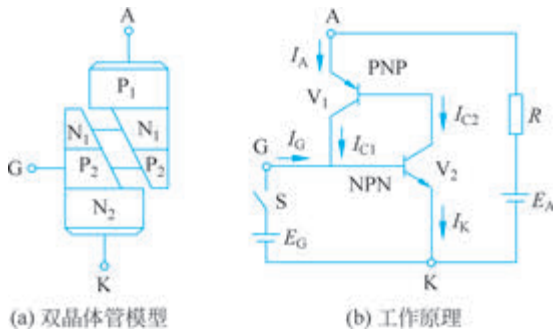 A
P₁
N₁
N₁
G
P₂
P₂
N₂
K
(a) 双晶体管模型
A
I_A
PNP
V₁
I_C2
R
G
I_G
I_C1
V₂
S
NPN
E_A
E_G
I_K
K
(b) 工作原理